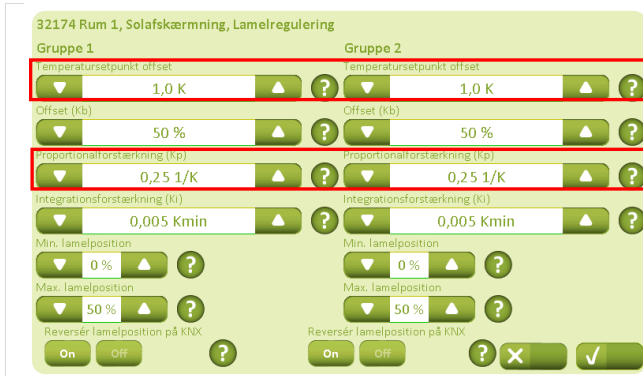 32174 Rum 1, Solafskærmning, Lamelregulering
Gruppe 1 Gruppe 2
Temperatursetpunkt offset Temperatursetpunkt offset
1,0 K ? 1,0 K ?
Offset (Kb) Offset (Kb)
50 % ? 50 % ?
Proportionalforstærkning (Kp) Proportionalforstærkning (Kp)
0,25 1/K ? 0,25 1/K ?
Integrationsforstærkning (Ki) Integrationsforstærkning (Ki)
0,005 Kmin ? 0,005 Kmin ?
Min. lamelposition Min. lamelposition
0 % ? 0 % ?
Max. lamelposition Max. lamelposition
50 % ? 50 % ?
Reversér lamelposition på KNX Reversér lamelposition på KNX
On Off ? On Off ?